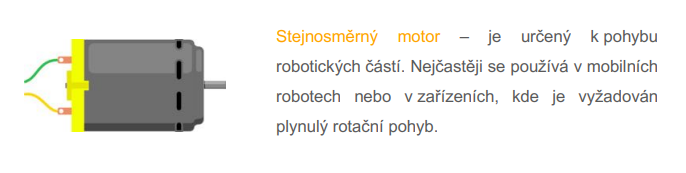 Stejnosměrný motor – je určený k pohybu
robotických částí. Nejčastěji se používá v mobilních
robotech nebo v zařízeních, kde je vyžadován
plynulý rotační pohyb.